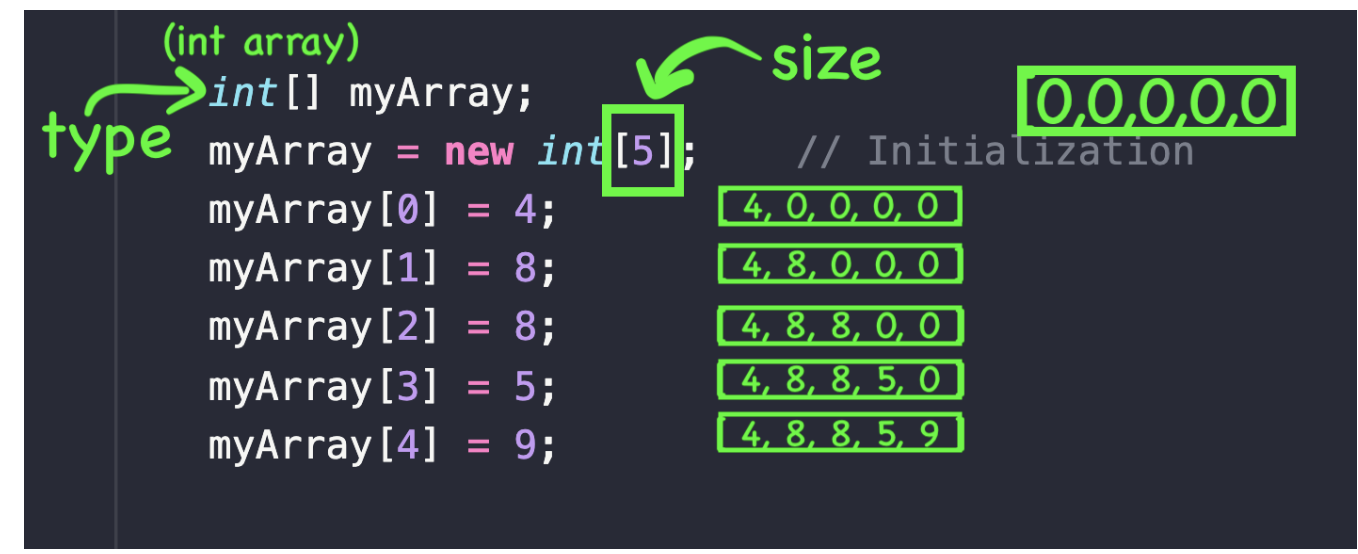 (int array)
size
int[] myArray;
0,0,0,0,0
type
myArray = new int[5]; // Initialization
myArray[0] = 4; 4, 0, 0, 0, 0
myArray[1] = 8; 4, 8, 0, 0, 0
myArray[2] = 8; 4, 8, 8, 0, 0
myArray[3] = 5; 4, 8, 8, 5, 0
myArray[4] = 9; 4, 8, 8, 5, 9